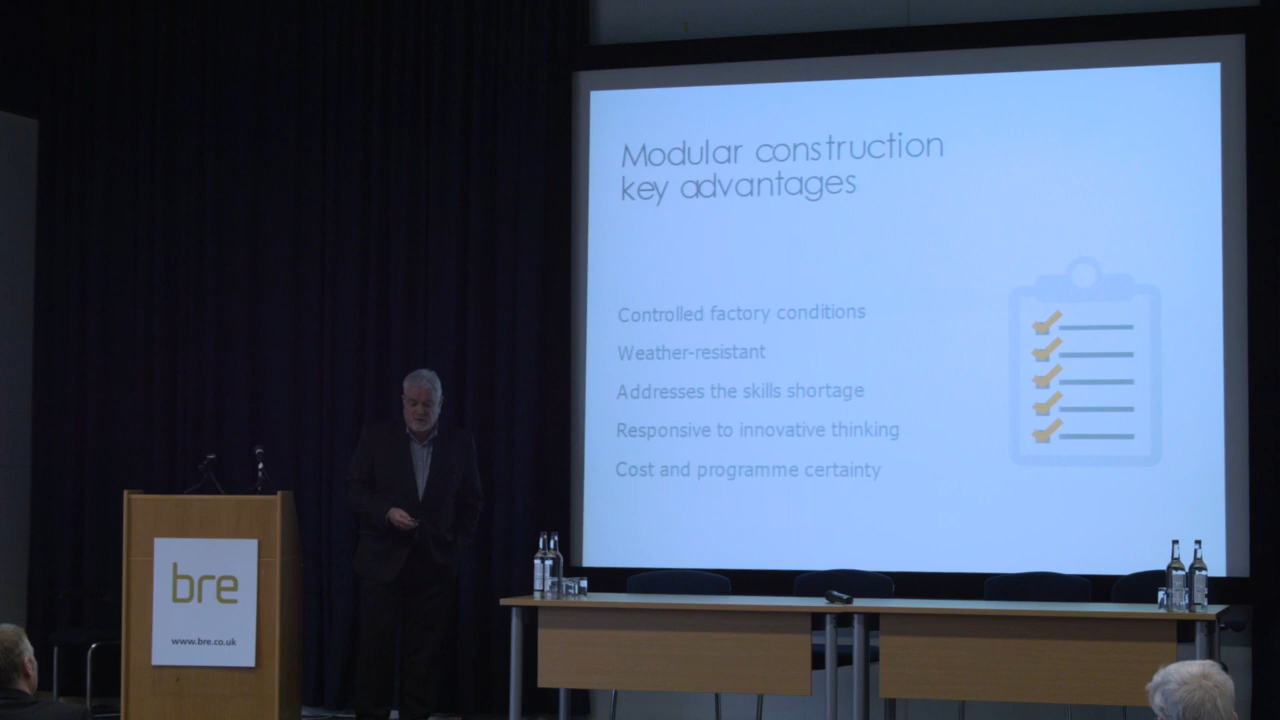 Modular construction
key advantages
Controlled factory conditions
Weather-resistant
Addresses the skills shortage
Responsive to innovative thinking
Cost and programme certainty
bre
www.bre.co.uk